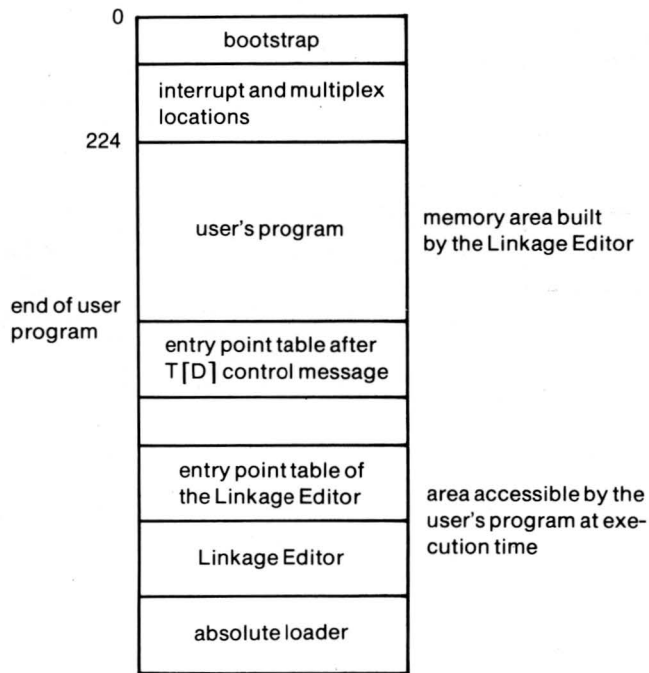 0
bootstrap
interrupt and multiplex
locations
224
user's program
memory area built
by the Linkage Editor
end of user
program
entry point table after
T⌈D⌉ control message
entry point table of
the Linkage Editor
area accessible by the
user's program at exe-
cution time
Linkage Editor
absolute loader